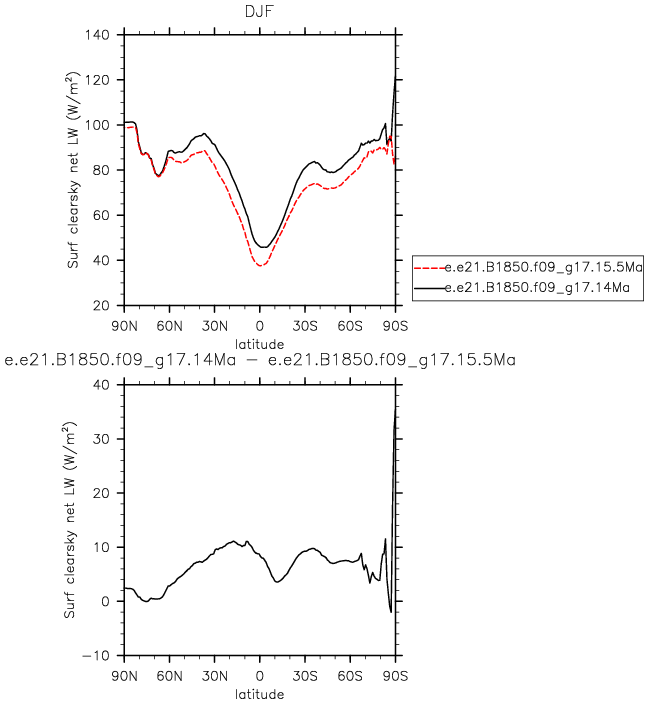 DJF
140
120
100
80
60
40
20
Surf clearsky net LW (W/m²)
90N 60N 30N 0 30S 60S 90S
latitude
e.e21.B1850.f09_g17.15.5Ma
e.e21.B1850.f09_g17.14Ma
e.e21.B1850.f09_g17.14Ma − e.e21.B1850.f09_g17.15.5Ma
40
30
20
10
0
−10
Surf clearsky net LW (W/m²)
90N 60N 30N 0 30S 60S 90S
latitude